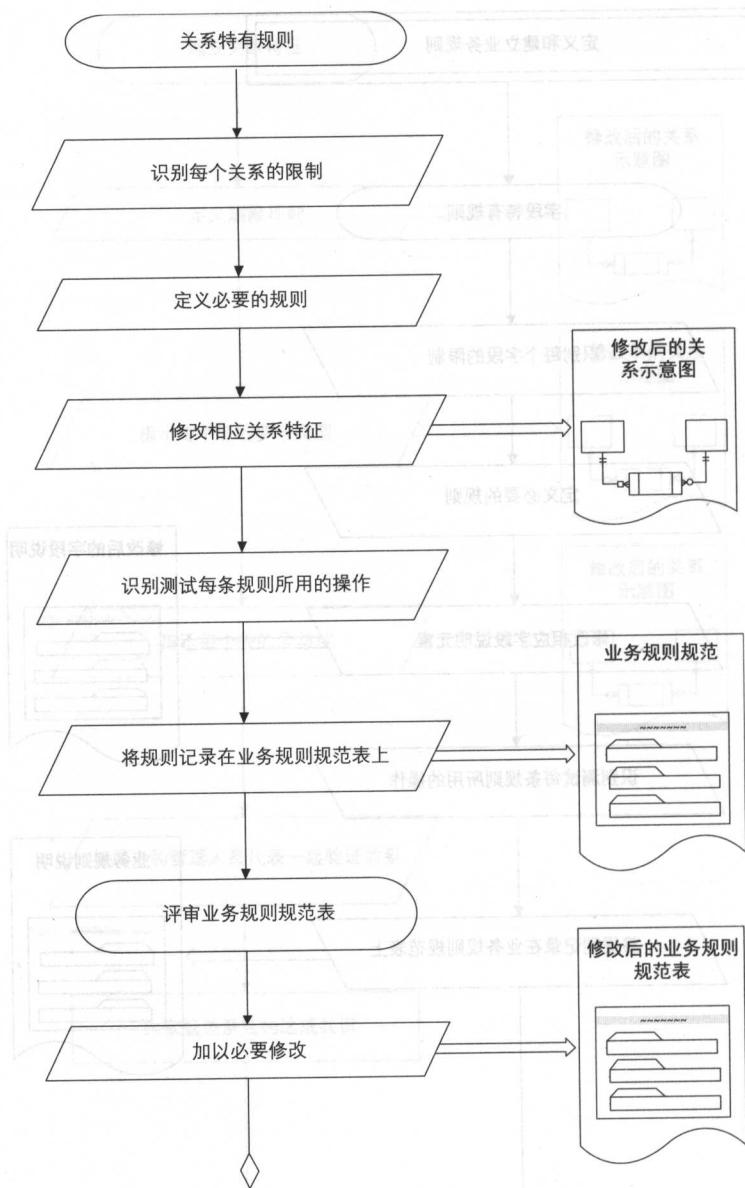 关系特有规则
识别每个关系的限制
定义必要的规则
修改相应关系特征
修改后的关
系示意图
识别测试每条规则所用的操作
业务规则规范
将规则记录在业务规则规范表上
评审业务规则规范表
修改后的业务规则
规范表
加以必要修改